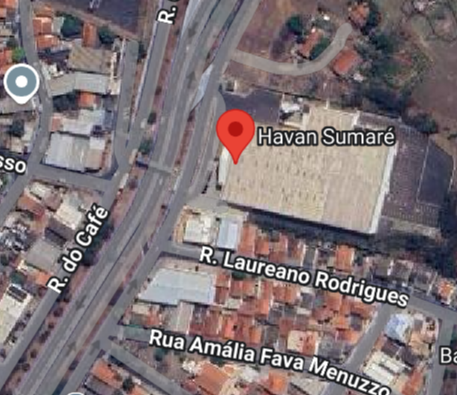 R.
Havan Sumaré
sso
R. do Café
R. Laureano Rodrigues
Rua Amália Fava Menuzzo
Ba